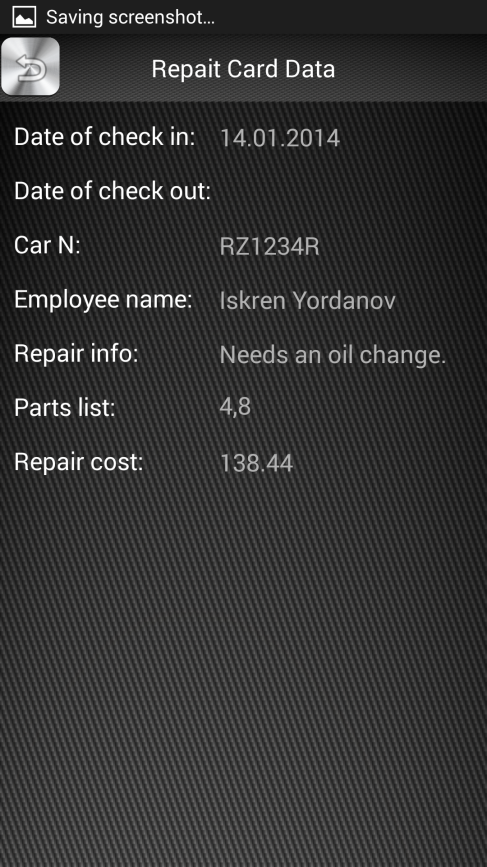 Saving screenshot...
Repait Card Data
Date of check in: 14.01.2014
Date of check out:
Car N: RZ1234R
Employee name: Iskren Yordanov
Repair info: Needs an oil change.
Parts list: 4,8
Repair cost: 138.44